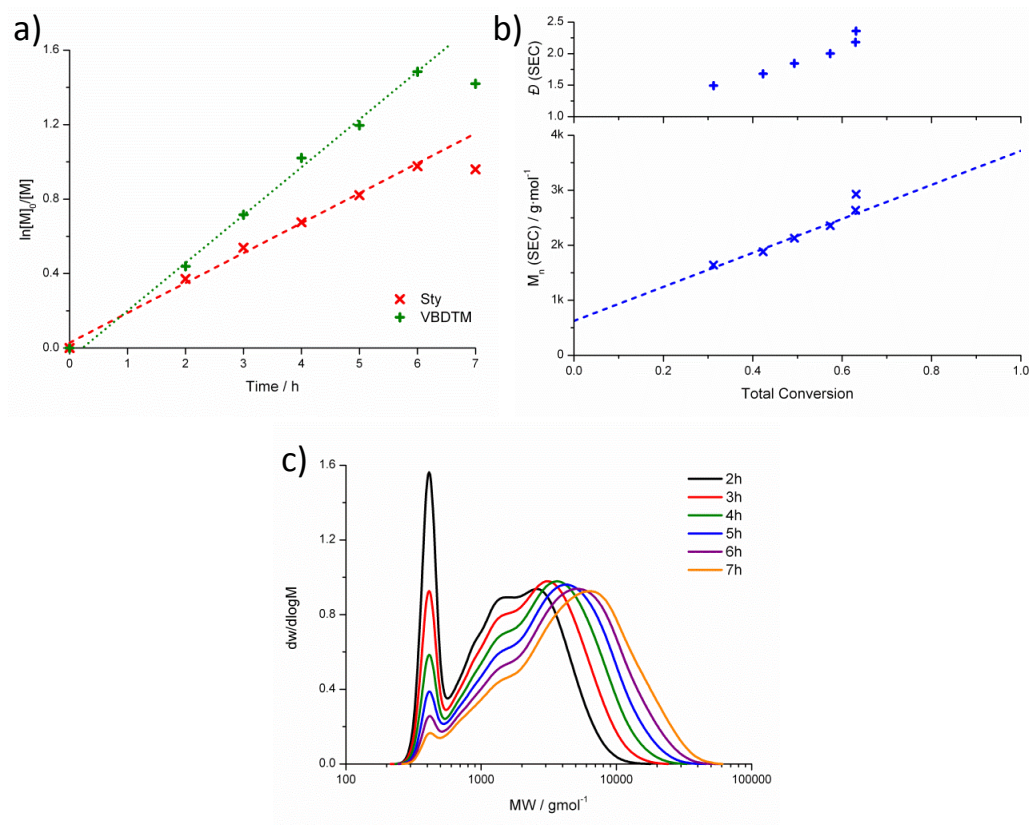 a)
1.6
1.2
0.8
0.4
0.0
ln[M]₀/[M]
0 1 2 3 4 5 6 7
Time / h
Sty
VBDTM
b)
2.5
2.0
1.5
1.0
Đ (SEC)
4k
3k
2k
1k
Mₙ (SEC) / g·mol⁻¹
0.0 0.2 0.4 0.6 0.8 1.0
Total Conversion
c)
1.6
1.2
0.8
0.4
0.0
dw/dlogM
100 1000 10000 100000
MW / gmol⁻¹
2h
3h
4h
5h
6h
7h